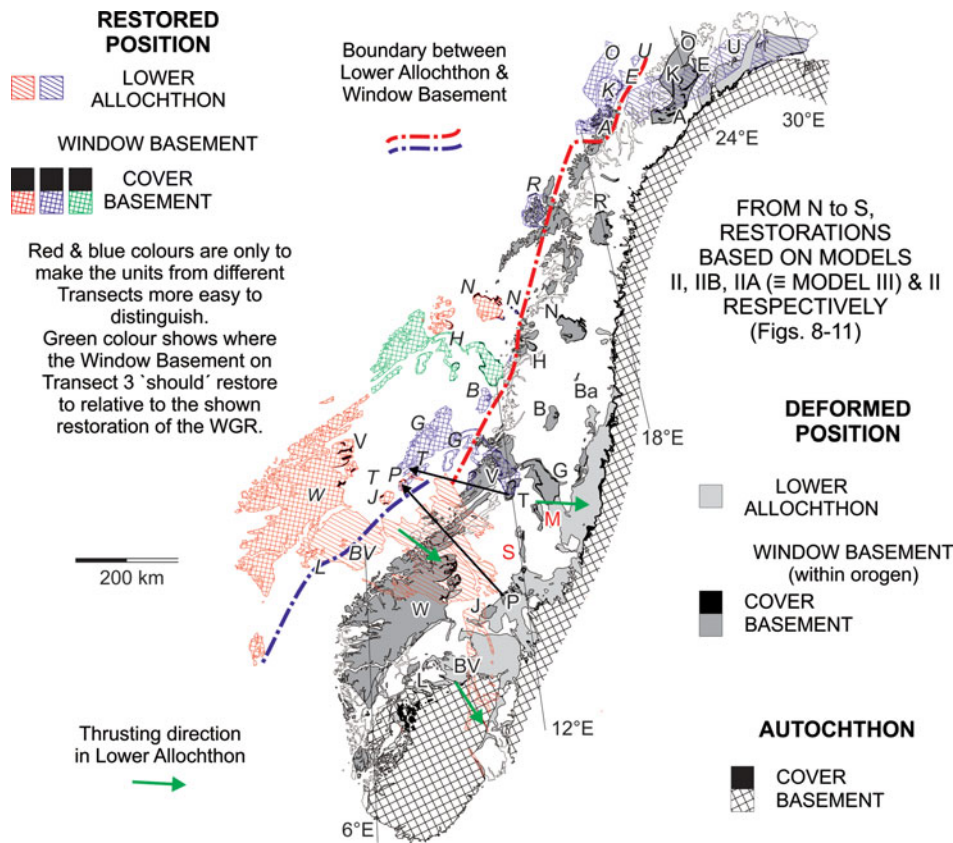 RESTORED
POSITION
LOWER
ALLOCHTHON
WINDOW BASEMENT
COVER
BASEMENT
Red & blue colours are only to
make the units from different
Transects more easy to
distinguish.
Green colour shows where
the Window Basement on
Transect 3 `should´ restore
to relative to the shown
restoration of the WGR.
200 km
Thrusting direction
in Lower Allochthon
Boundary between
Lower Allochthon &
Window Basement
O
U
E
K
A
O
U
E
K
A
24°E
30°E
R
R
N
N
N
H
H
B
B
Ba
G
G
G
V
V
T
T
T
P
J
W
M
S
BV
L
W
J
P
BV
L
18°E
12°E
6°E
FROM N to S,
RESTORATIONS
BASED ON MODELS
II, IIB, IIA (≡ MODEL III) & II
RESPECTIVELY
(Figs. 8-11)
DEFORMED
POSITION
LOWER
ALLOCHTHON
WINDOW BASEMENT
(within orogen)
COVER
BASEMENT
AUTOCHTHON
COVER
BASEMENT